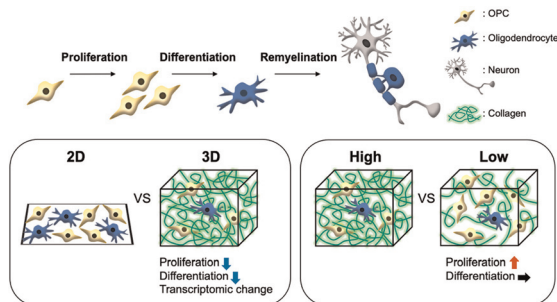 : OPC
: Oligodendrocyte
: Neuron
: Collagen
Proliferation
Differentiation
Remyelination
2D
VS
3D
Proliferation
Differentiation
Transcriptomic change
High
VS
Low
Proliferation
Differentiation